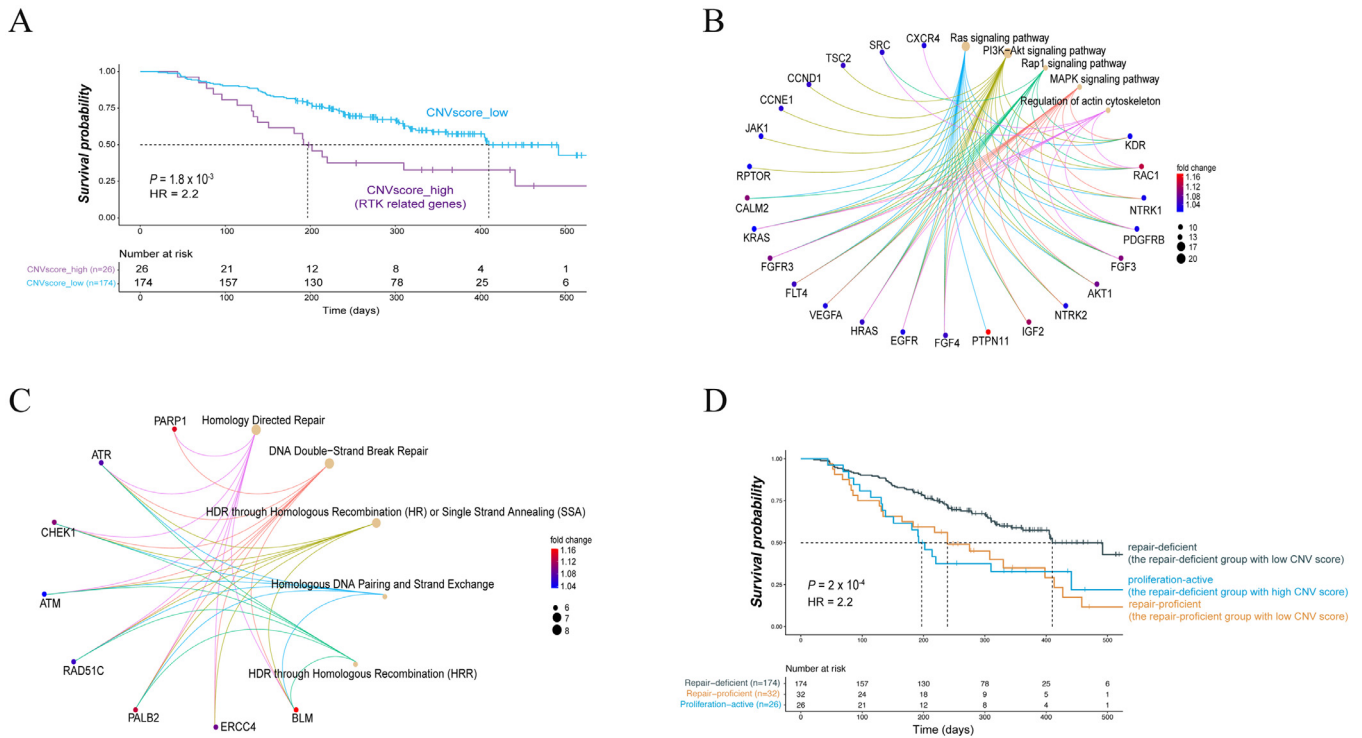 A
Survival probability
1.00
0.75
0.50
0.25
0.00
CNVscore_low
P = 1.8 x 10-3
HR = 2.2
CNVscore_high
(RTK related genes)
0 100 200 300 400 500
Number at risk
CNVscore_high (n=26) 26 21 12 8 4 1
CNVscore_low (n=174) 174 157 130 78 25 6
0 100 200 300 400 500
Time (days)
B
Ras signaling pathway
PI3K−Akt signaling pathway
Rap1 signaling pathway
MAPK signaling pathway
Regulation of actin cytoskeleton
CXCR4
SRC
TSC2
CCND1
CCNE1
JAK1
RPTOR
CALM2
KRAS
FGFR3
FLT4
VEGFA
HRAS
EGFR
FGF4
PTPN11
IGF2
NTRK2
AKT1
FGF3
PDGFRB
NTRK1
RAC1
KDR
fold change
1.16
1.12
1.08
1.04
10
13
17
20
C
PARP1
Homology Directed Repair
ATR
DNA Double−Strand Break Repair
HDR through Homologous Recombination (HR) or Single Strand Annealing (SSA)
CHEK1
Homologous DNA Pairing and Strand Exchange
ATM
RAD51C
HDR through Homologous Recombination (HRR)
PALB2
ERCC4
BLM
fold change
1.16
1.12
1.08
1.04
6
7
8
D
Survival probability
1.00
0.75
0.50
0.25
0.00
P = 2 x 10-4
HR = 2.2
repair-deficient
(the repair-deficient group with low CNV score)
proliferation-active
(the repair-deficient group with high CNV score)
repair-proficient
(the repair-proficient group with low CNV score)
0 100 200 300 400 500
Number at risk
Repair−deficient (n=174) 174 157 130 78 25 6
Repair−proficient (n=32) 32 24 18 9 5 1
Proliferation−active (n=26) 26 21 12 8 4 1
0 100 200 300 400 500
Time (days)